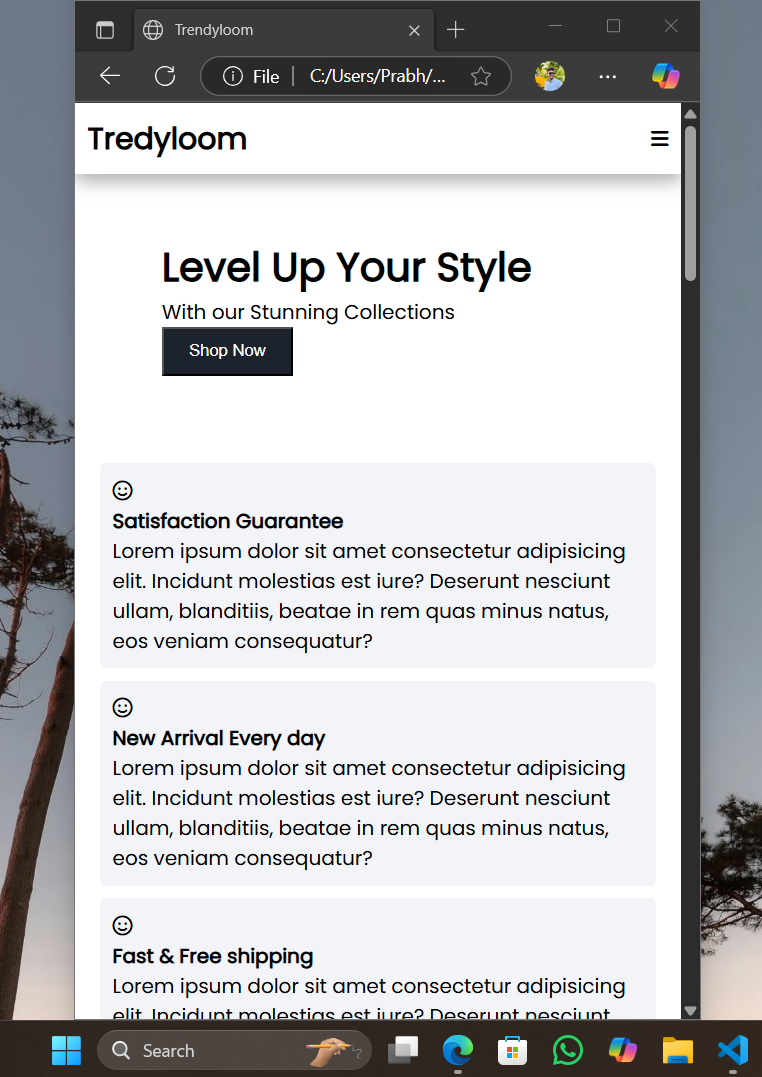 Trendyloom
File
C:/Users/Prabh/...
Tredyloom
Level Up Your Style
With our Stunning Collections
Shop Now
Satisfaction Guarantee
Lorem ipsum dolor sit amet consectetur adipisicing
elit. Incidunt molestias est iure? Deserunt nesciunt
ullam, blanditiis, beatae in rem quas minus natus,
eos veniam consequatur?
New Arrival Every day
Lorem ipsum dolor sit amet consectetur adipisicing
elit. Incidunt molestias est iure? Deserunt nesciunt
ullam, blanditiis, beatae in rem quas minus natus,
eos veniam consequatur?
Fast & Free shipping
Lorem ipsum dolor sit amet consectetur adipisicing
elit. Incidunt molestias est iure? Deserunt nesciunt
Search